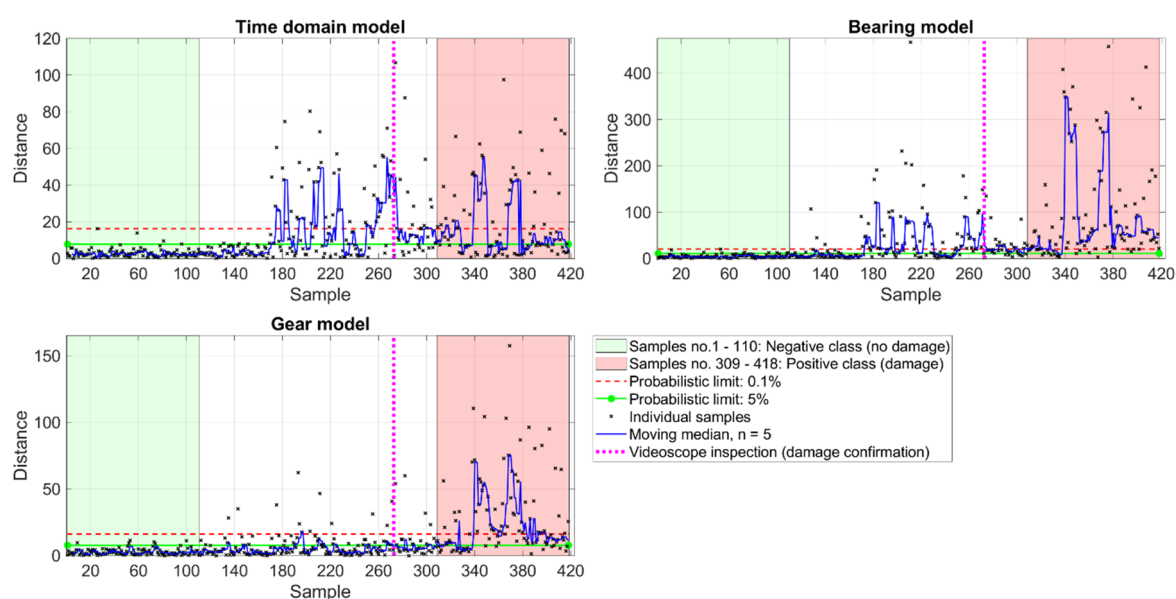 Time domain model
120
100
80
60
40
20
0
Distance
20 60 100 140 180 220 260 300 340 380 420
Sample
Bearing model
400
300
200
100
0
Distance
20 60 100 140 180 220 260 300 340 380 420
Sample
Gear model
150
100
50
0
Distance
20 60 100 140 180 220 260 300 340 380 420
Sample
Samples no.1 - 110: Negative class (no damage)
Samples no. 309 - 418: Positive class (damage)
Probabilistic limit: 0.1%
Probabilistic limit: 5%
Individual samples
Moving median, n = 5
Videoscope inspection (damage confirmation)